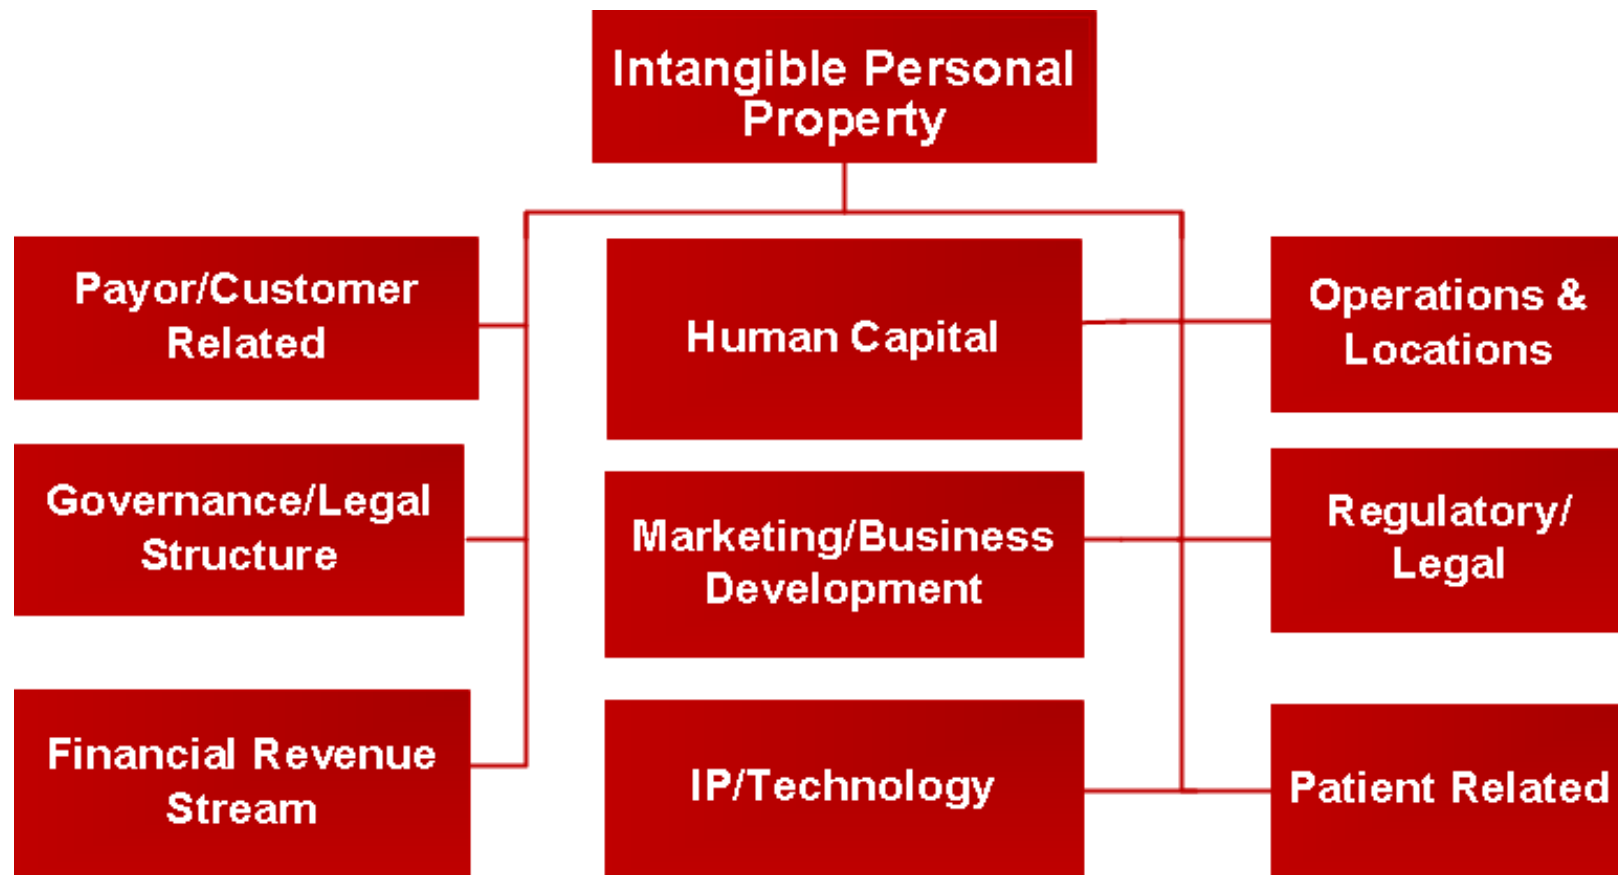 Intangible Personal
Property
Payor/Customer
Related
Human Capital
Operations &
Locations
Governance/Legal
Structure
Marketing/Business
Development
Regulatory/
Legal
Financial Revenue
Stream
IP/Technology
Patient Related